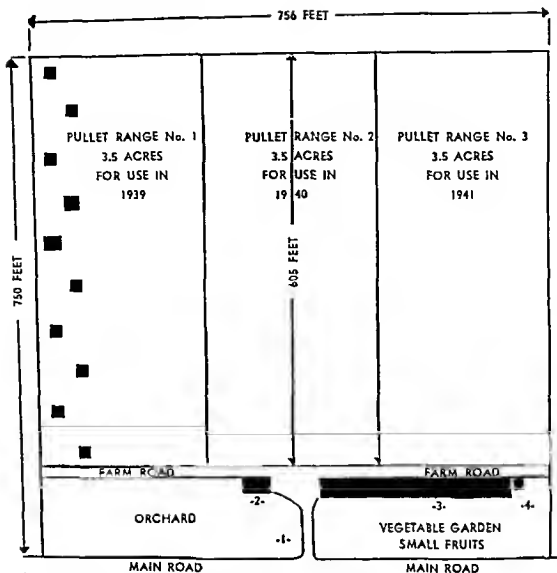 756 FEET
PULLET RANGE No. 1
3.5 ACRES
FOR USE IN
1939
PULLET RANGE No. 2
3.5 ACRES
FOR USE IN
1940
PULLET RANGE No. 3
3.5 ACRES
FOR USE IN
1941
750 FEET
605 FEET
FARM ROAD
FARM ROAD
-2-
-3-
-4-
ORCHARD
-1-
VEGETABLE GARDEN
SMALL FRUITS
MAIN ROAD
MAIN ROAD